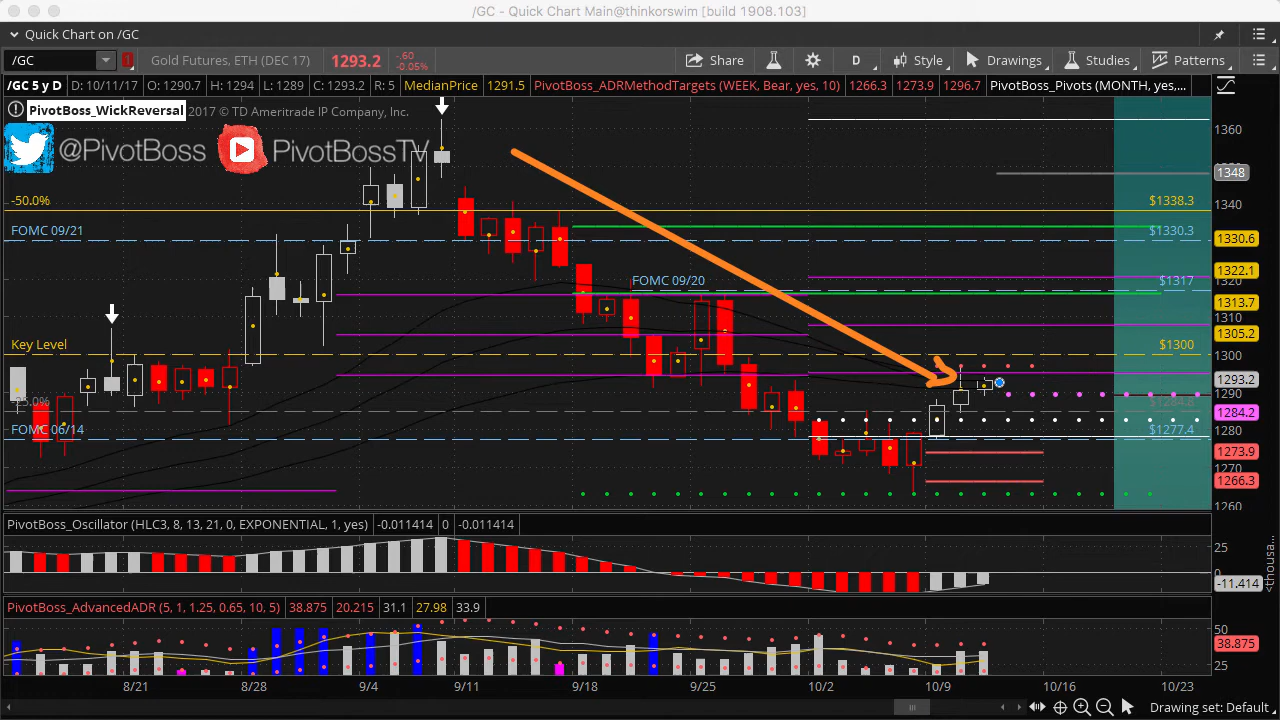 /GC - Quick Chart Main@thinkorswim [build 1908.103]
Quick Chart on /GC
/GC Gold Futures, ETH (DEC 17) 1293.2 -.60 -0.05% Share D Style Drawings Studies Patterns
/GC 5 y D D: 10/11/17 O: 1290.7 H: 1294 L: 1289 C: 1293.2 R: 5 MedianPrice 1291.5 PivotBoss_ADRMethodTargets (WEEK, Bear, yes, 10) 1266.3 1273.9 1296.7 PivotBoss_Pivots (MONTH, yes,...
PivotBoss_WickReversal 2017 © TD Ameritrade IP Company, Inc.
@PivotBoss PivotBossTV
1360
1348
-50.0% $1338.3 1340
FOMC 09/21 $1330.3 1330.6
1322.1
FOMC 09/20 $1317 1320
1313.7
1310
1305.2
Key Level $1300 1300
1293.2
1290
1284.2
FOMC 06/14 $1277.4 1280
1273.9
1270
1266.3
1260
PivotBoss_Oscillator (HLC3, 8, 13, 21, 0, EXPONENTIAL, 1, yes) -0.011414 0 -0.011414
25
0
-11.414
<thousa...
PivotBoss_AdvancedADR (5, 1, 1.25, 0.65, 10, 5) 38.875 20.215 31.1 27.98 33.9
50
38.875
25
8/21 8/28 9/4 9/11 9/18 9/25 10/2 10/9 10/16 10/23
Drawing set: Default